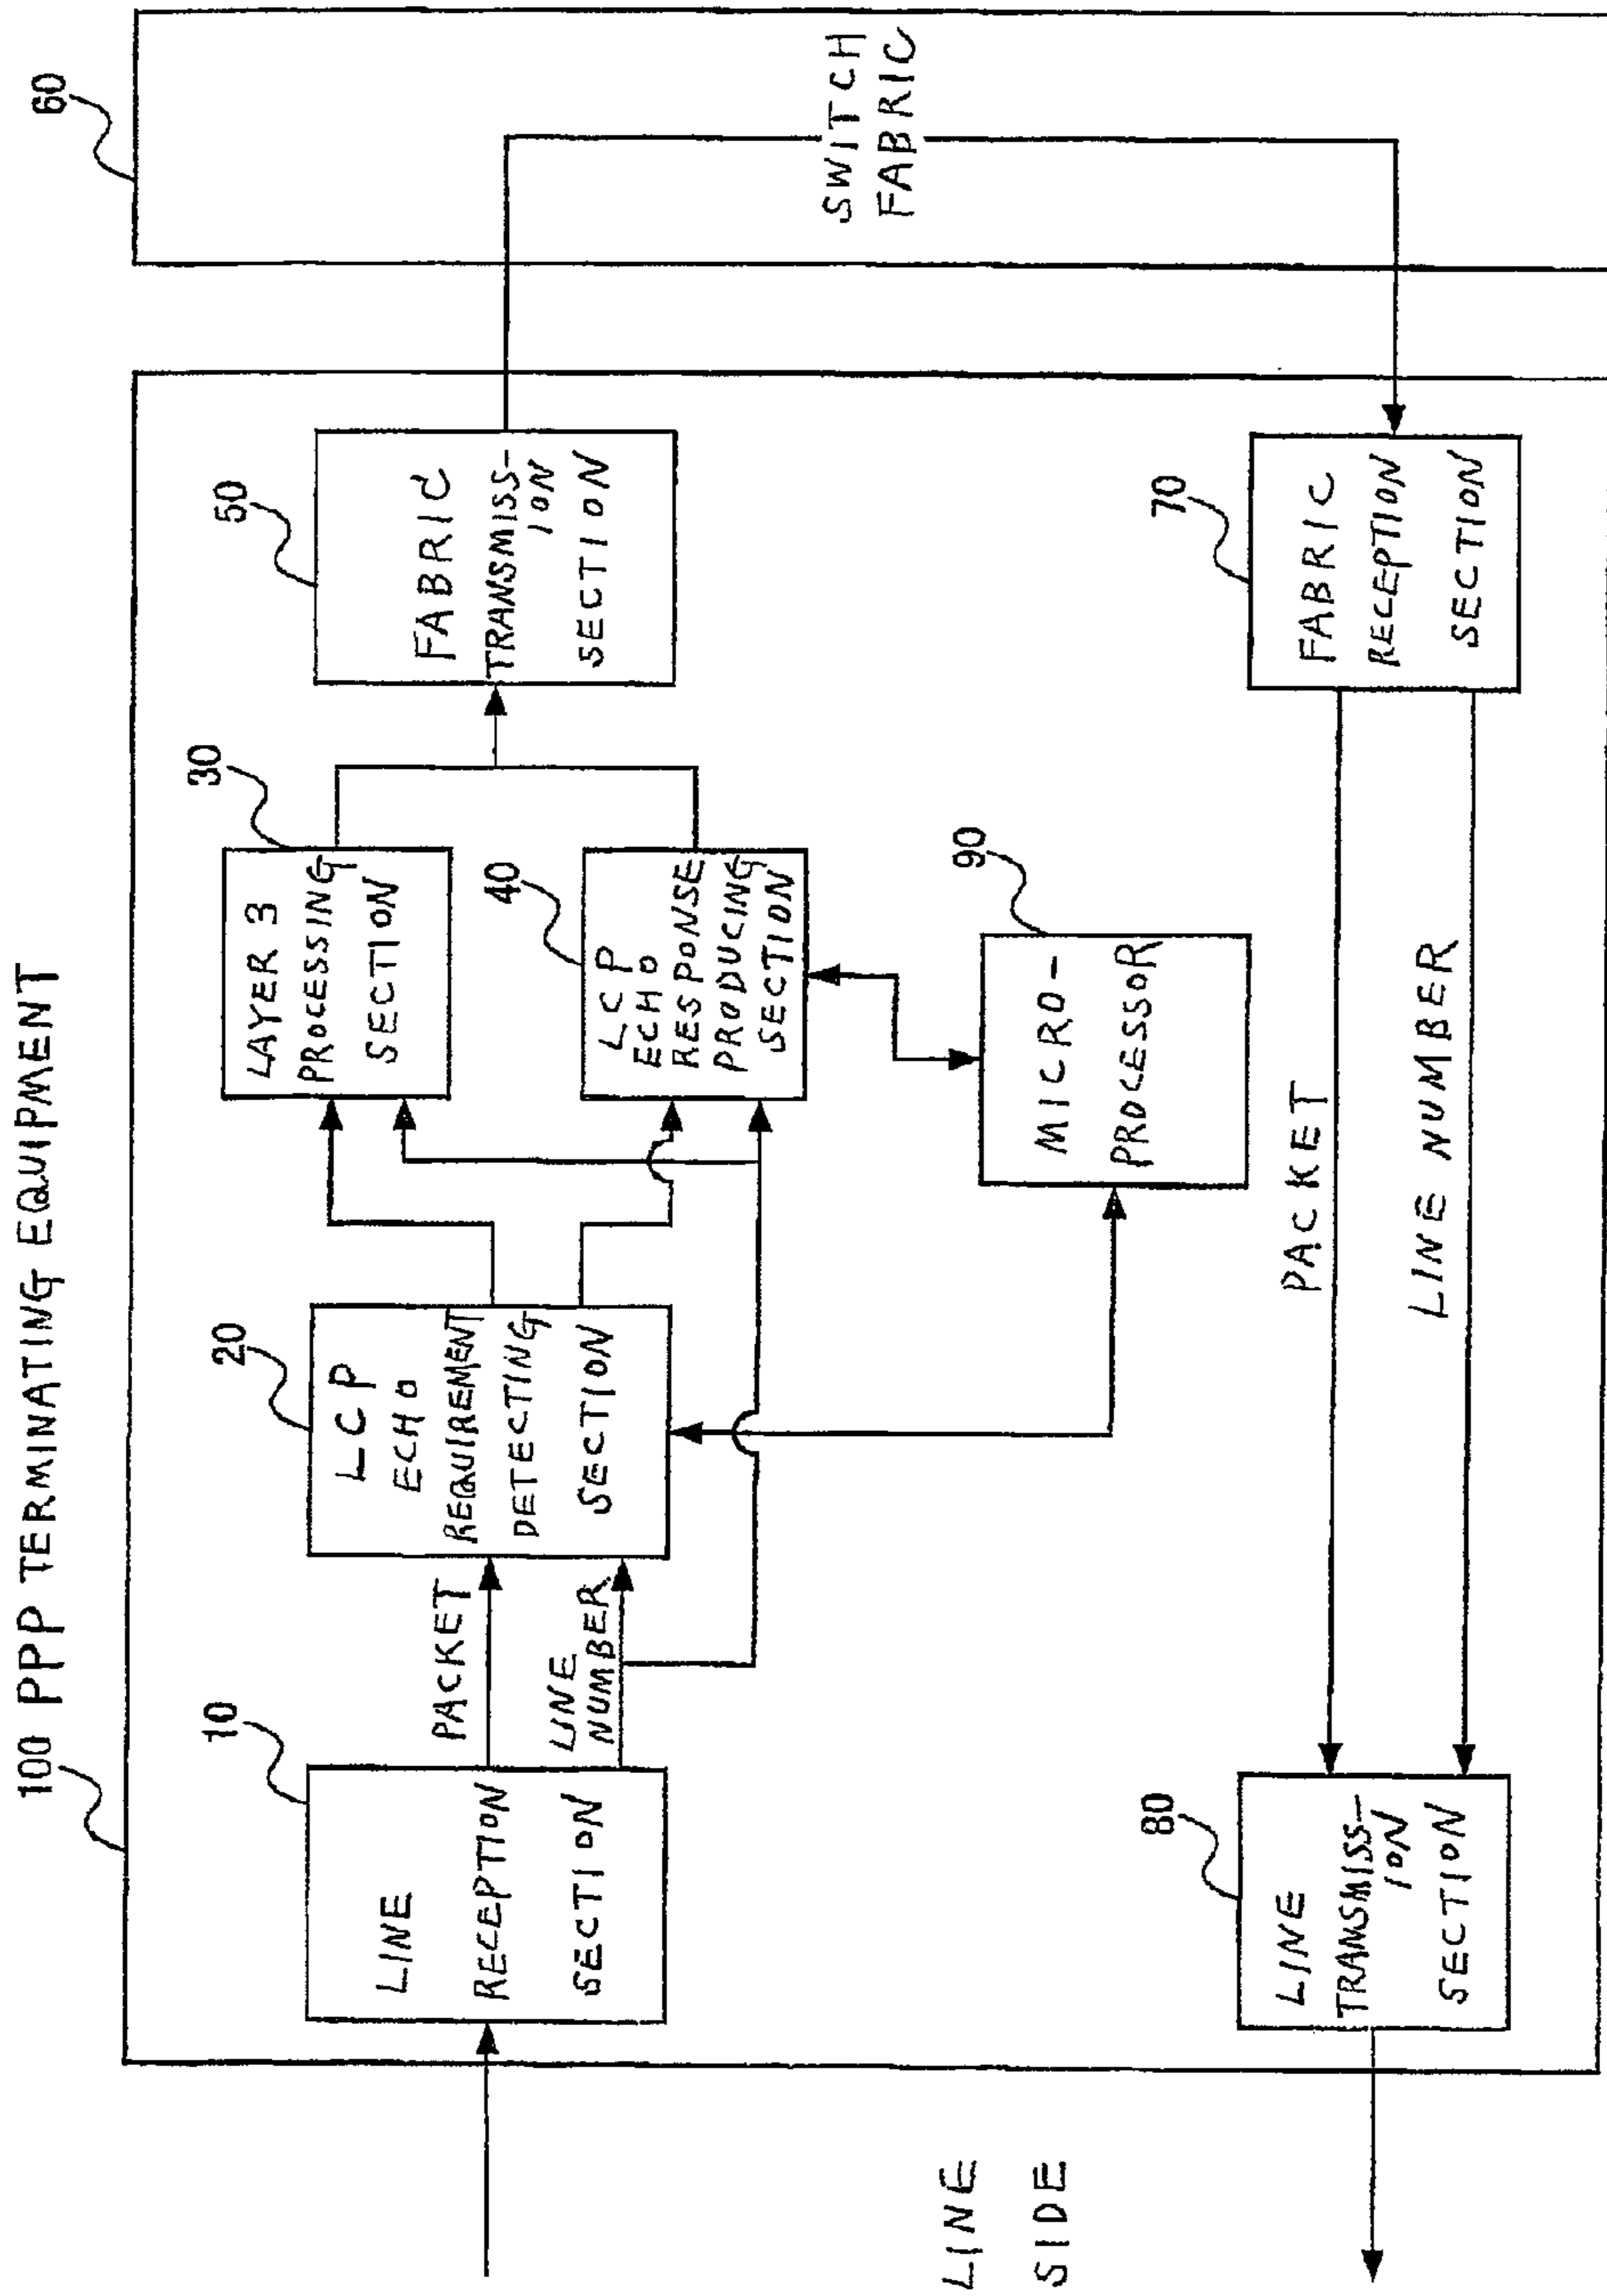 100 PPP TERMINATING EQUIPMENT
60
SWITCH
FABRIC
10
LINE
RECEPTION
SECTION
PACKET
LINE
NUMBER
20
LCP
ECHO
REQUIREMENT
DETECTING
SECTION
30
LAYER 3
PROCESSING
SECTION
40
LCP
ECHO
RESPONSE
PRODUCING
SECTION
50
FABRIC
TRANSMISS-
ION
SECTION
90
MICRO-
PROCESSOR
LINE
SIDE
80
LINE
TRANSMISS-
ION
SECTION
PACKET
LINE NUMBER
70
FABRIC
RECEPTION
SECTION